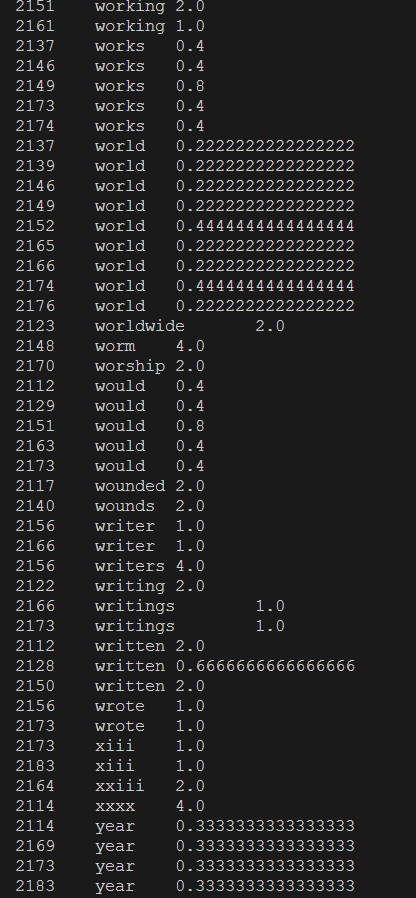 2151 working 2.0
2161 working 1.0
2137 works 0.4
2146 works 0.4
2149 works 0.8
2173 works 0.4
2174 works 0.4
2137 world 0.2222222222222222
2139 world 0.2222222222222222
2146 world 0.2222222222222222
2149 world 0.2222222222222222
2152 world 0.4444444444444444
2165 world 0.2222222222222222
2166 world 0.2222222222222222
2174 world 0.4444444444444444
2176 world 0.2222222222222222
2123 worldwide 2.0
2148 worm 4.0
2170 worship 2.0
2112 would 0.4
2129 would 0.4
2151 would 0.8
2163 would 0.4
2173 would 0.4
2117 wounded 2.0
2140 wounds 2.0
2156 writer 1.0
2166 writer 1.0
2156 writers 4.0
2122 writing 2.0
2166 writings 1.0
2173 writings 1.0
2112 written 2.0
2128 written 0.6666666666666666
2150 written 2.0
2156 wrote 1.0
2173 wrote 1.0
2173 xiii 1.0
2183 xiii 1.0
2164 xxiii 2.0
2114 xxxx 4.0
2114 year 0.3333333333333333
2169 year 0.3333333333333333
2173 year 0.3333333333333333
2183 year 0.3333333333333333